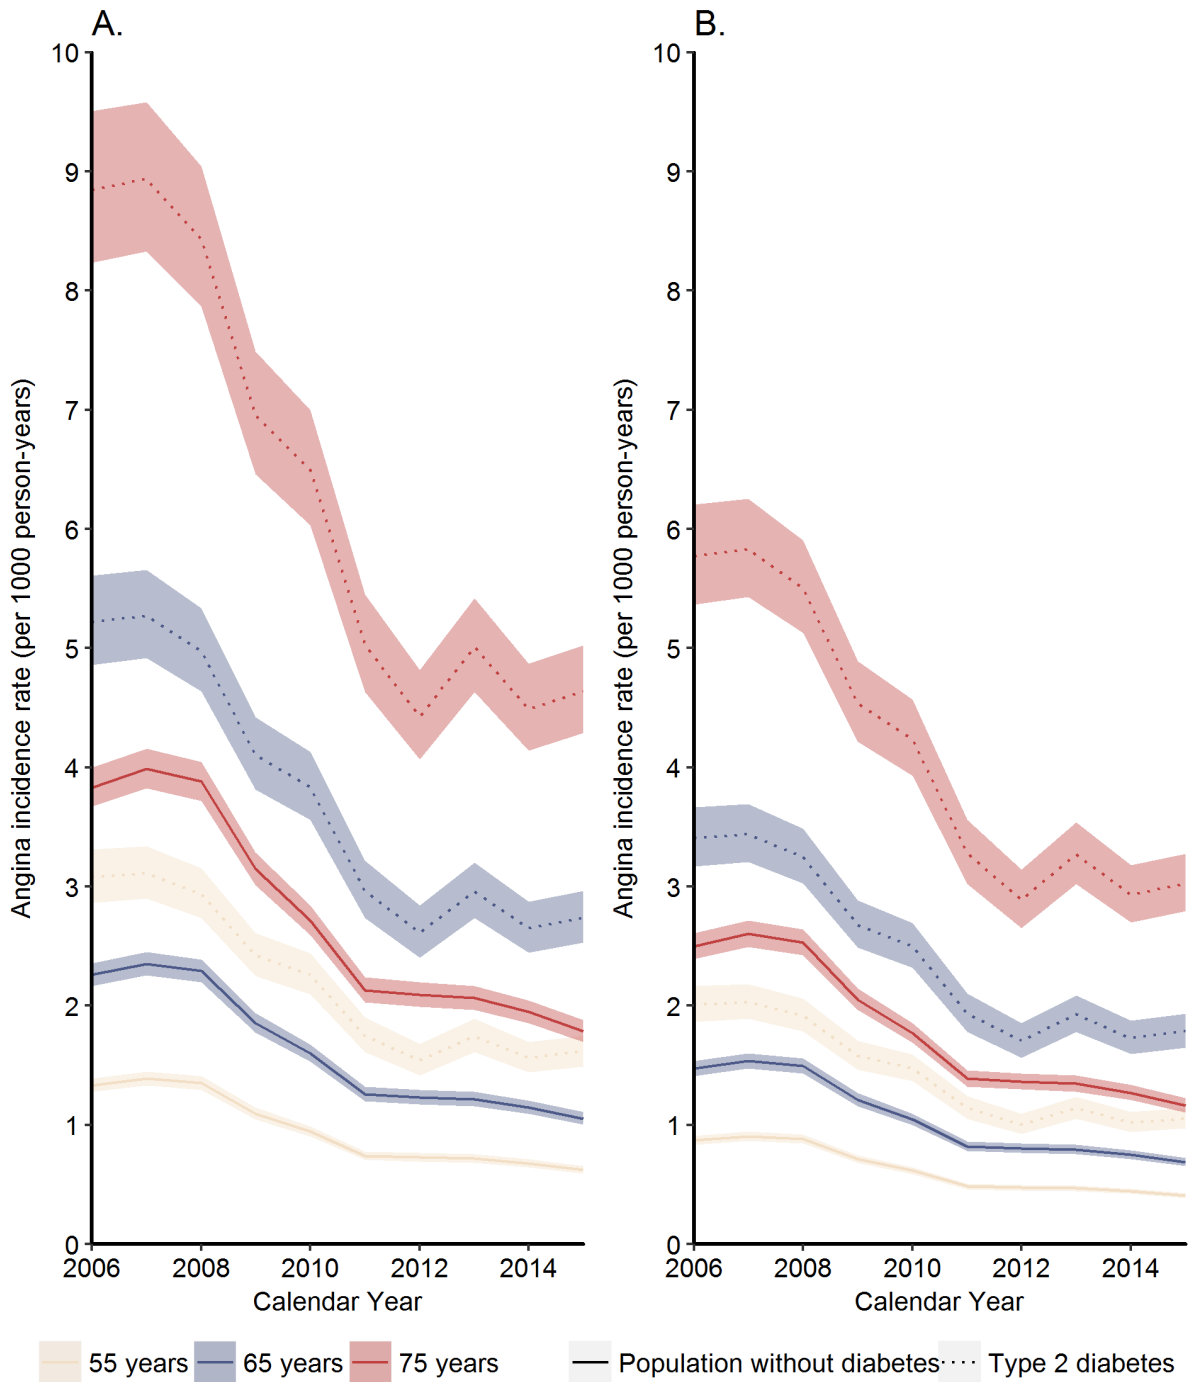 A.
10
9
8
7
6
5
4
3
2
1
0
Angina incidence rate (per 1000 person-years)
2006 2008 2010 2012 2014
Calendar Year
B.
10
9
8
7
6
5
4
3
2
1
0
Angina incidence rate (per 1000 person-years)
2006 2008 2010 2012 2014
Calendar Year
55 years 65 years 75 years Population without diabetes Type 2 diabetes